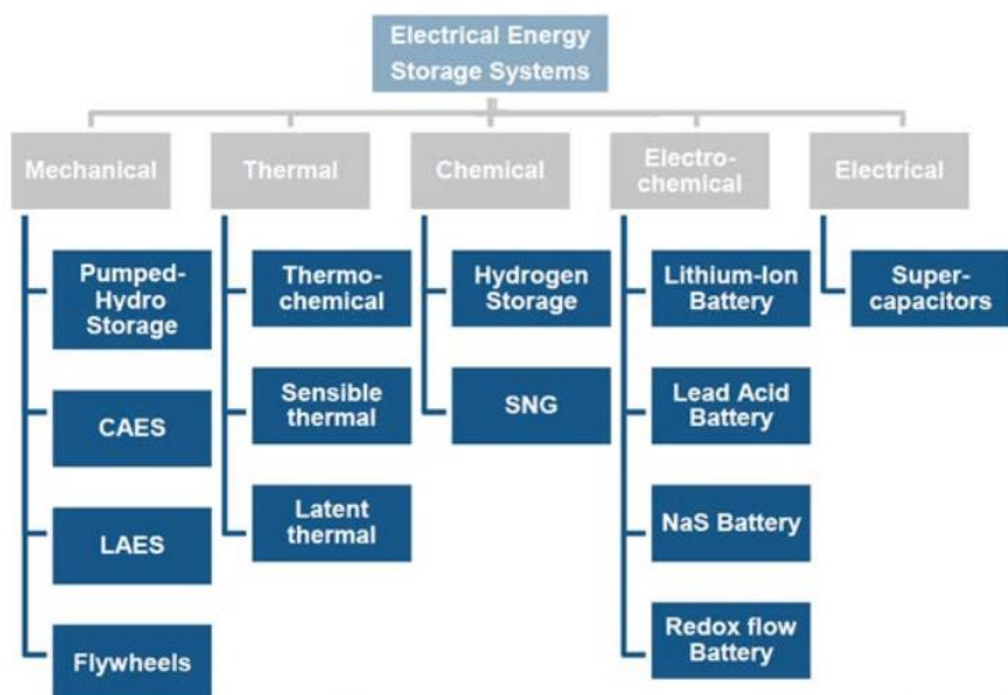 Electrical Energy
Storage Systems
Mechanical
Thermal
Chemical
Electro-
chemical
Electrical
Pumped-
Hydro
Storage
CAES
LAES
Flywheels
Thermo-
chemical
Sensible
thermal
Latent
thermal
Hydrogen
Storage
SNG
Lithium-Ion
Battery
Lead Acid
Battery
NaS Battery
Redox flow
Battery
Super-
capacitors